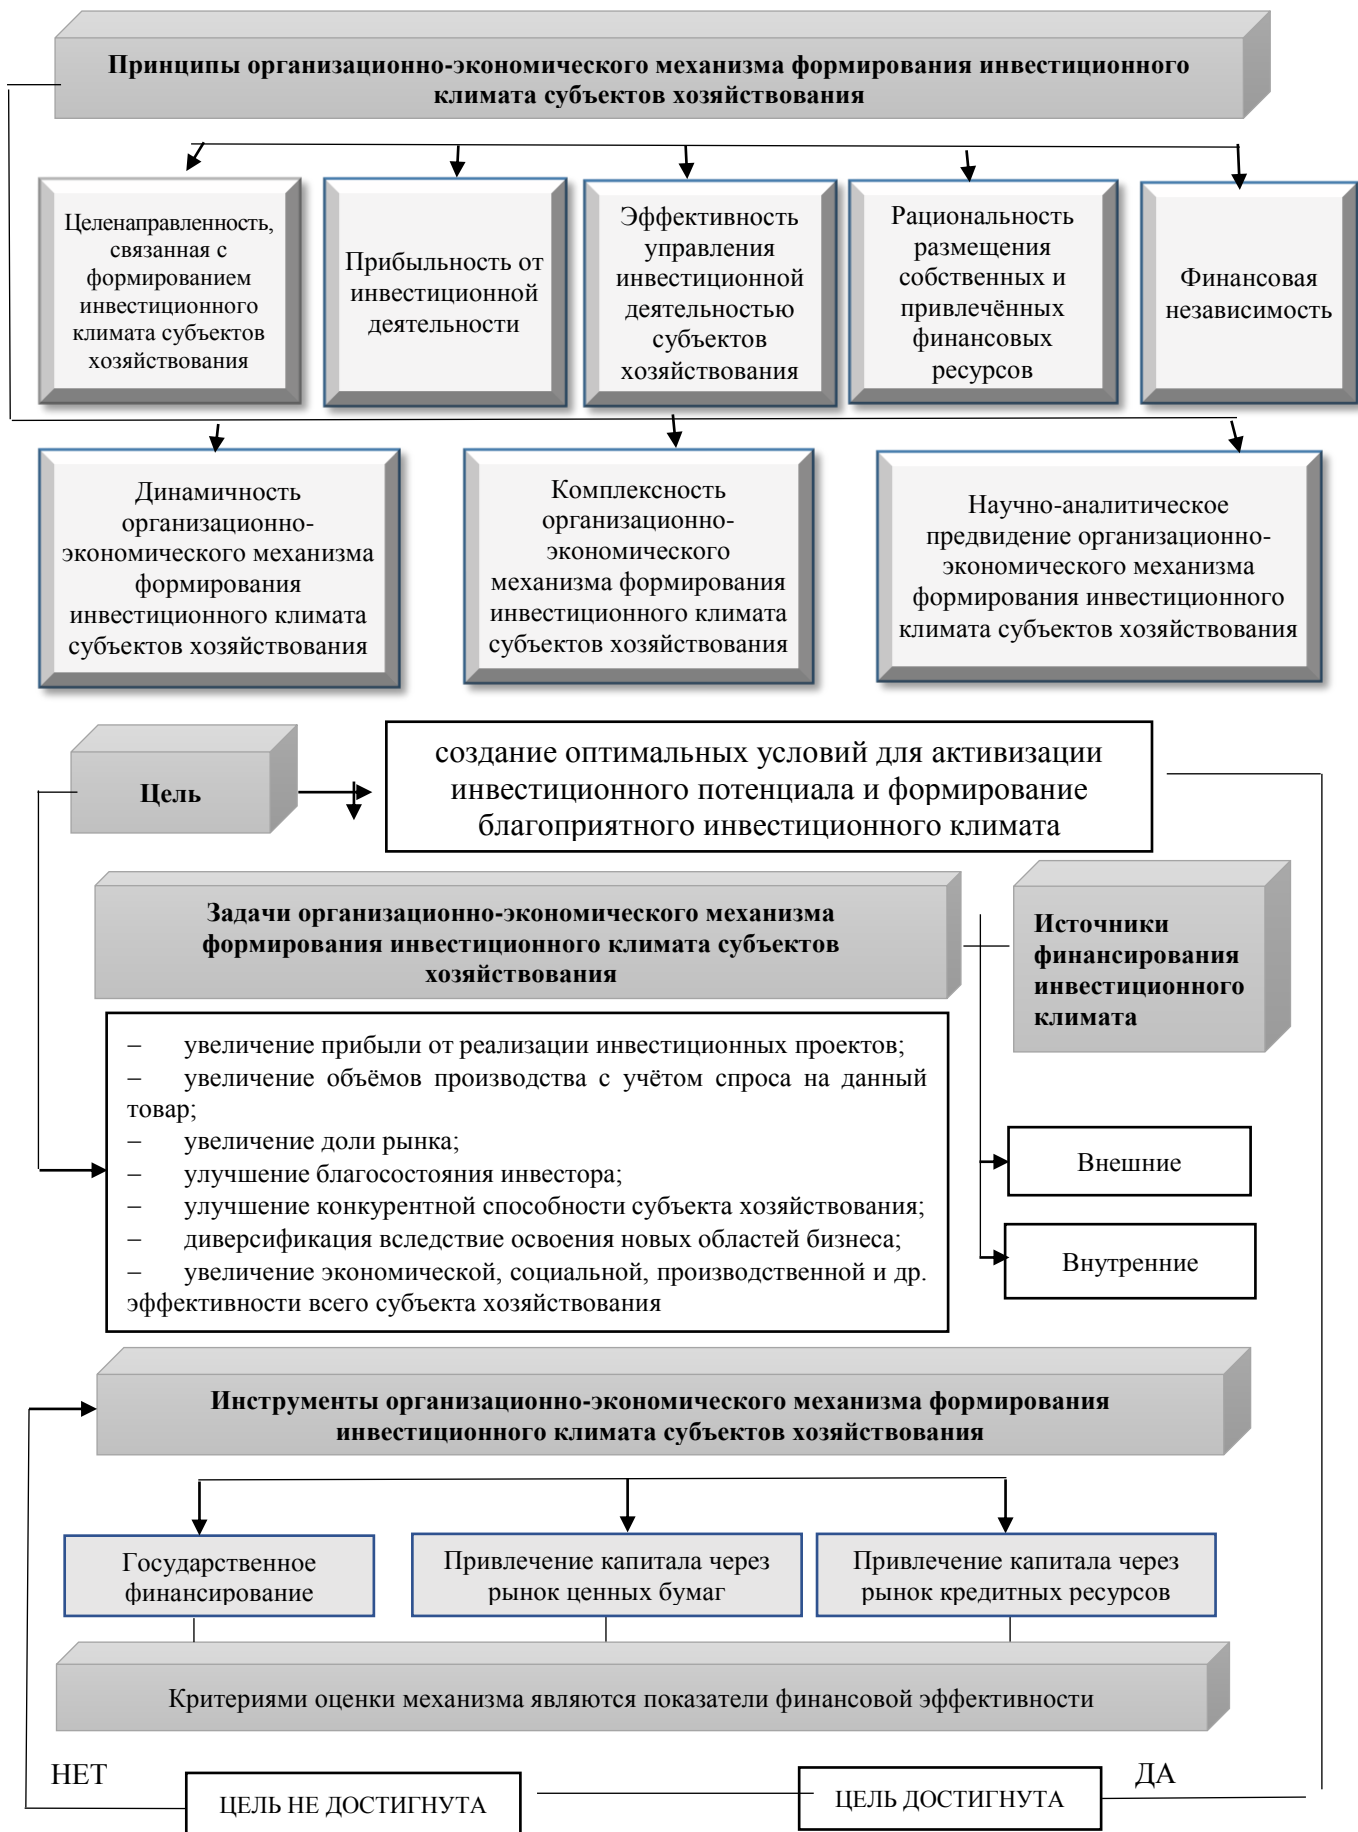 Принципы организационно-экономического механизма формирования инвестиционного
климата субъектов хозяйствования
Целенаправленность,
связанная с
формированием
инвестиционного
климата субъектов
хозяйствования
Прибыльность от
инвестиционной
деятельности
Эффективность
управления
инвестиционной
деятельностью
субъектов
хозяйствования
Рациональность
размещения
собственных и
привлечённых
финансовых
ресурсов
Финансовая
независимость
Динамичность
организационно-
экономического механизма
формирования
инвестиционного климата
субъектов хозяйствования
Комплексность
организационно-
экономического
механизма формирования
инвестиционного климата
субъектов хозяйствования
Научно-аналитическое
предвидение организационно-
экономического механизма
формирования инвестиционного
климата субъектов хозяйствования
Цель
создание оптимальных условий для активизации
инвестиционного потенциала и формирование
благоприятного инвестиционного климата
Задачи организационно-экономического механизма
формирования инвестиционного климата субъектов
хозяйствования
Источники
финансирования
инвестиционного
климата
– увеличение прибыли от реализации инвестиционных проектов;
– увеличение объёмов производства с учётом спроса на данный
товар;
– увеличение доли рынка;
– улучшение благосостояния инвестора;
– улучшение конкурентной способности субъекта хозяйствования;
– диверсификация вследствие освоения новых областей бизнеса;
– увеличение экономической, социальной, производственной и др.
эффективности всего субъекта хозяйствования
Внешние
Внутренние
Инструменты организационно-экономического механизма формирования
инвестиционного климата субъектов хозяйствования
Государственное
финансирование
Привлечение капитала через
рынок ценных бумаг
Привлечение капитала через
рынок кредитных ресурсов
Критериями оценки механизма являются показатели финансовой эффективности
НЕТ
ЦЕЛЬ НЕ ДОСТИГНУТА
ЦЕЛЬ ДОСТИГНУТА
ДА